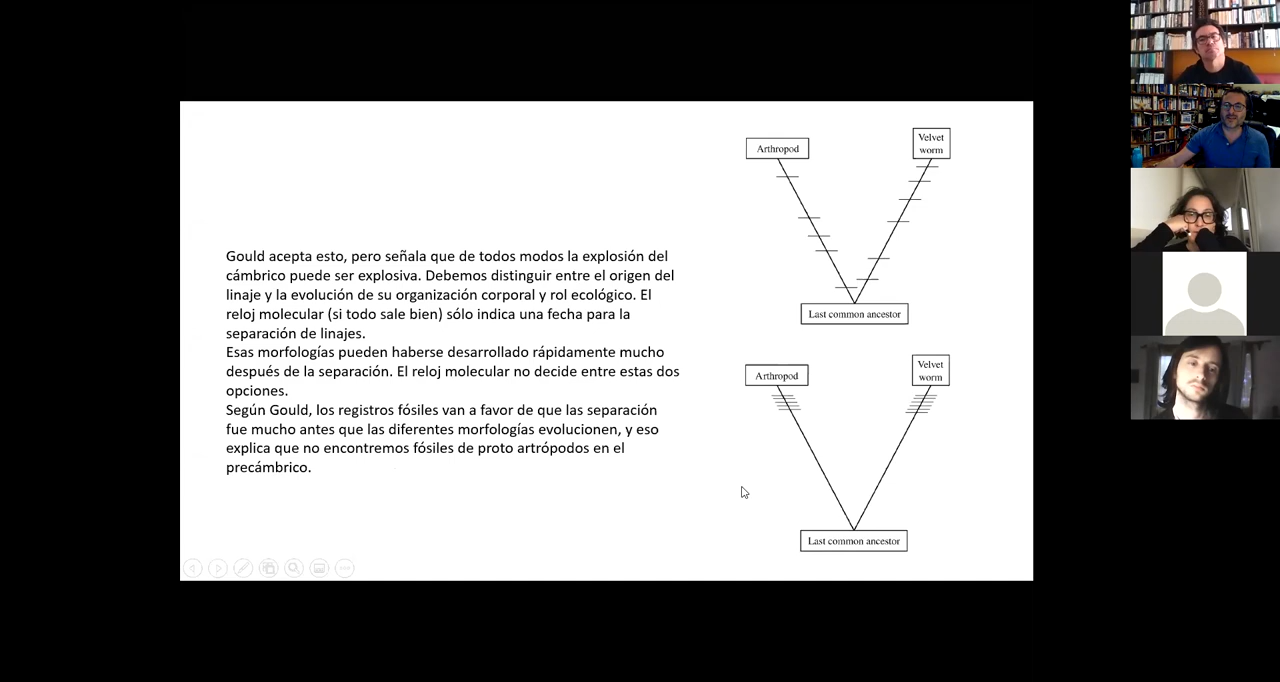 Gould acepta esto, pero señala que de todos modos la explosión del
cámbrico puede ser explosiva. Debemos distinguir entre el origen del
linaje y la evolución de su organización corporal y rol ecológico. El
reloj molecular (si todo sale bien) sólo indica una fecha para la
separación de linajes.
Esas morfologías pueden haberse desarrollado rápidamente mucho
después de la separación. El reloj molecular no decide entre estas dos
opciones.
Según Gould, los registros fósiles van a favor de que las separación
fue mucho antes que las diferentes morfologías evolucionen, y eso
explica que no encontremos fósiles de proto artrópodos en el
precámbrico.
Arthropod
Velvet
worm
Last common ancestor
Arthropod
Velvet
worm
Last common ancestor